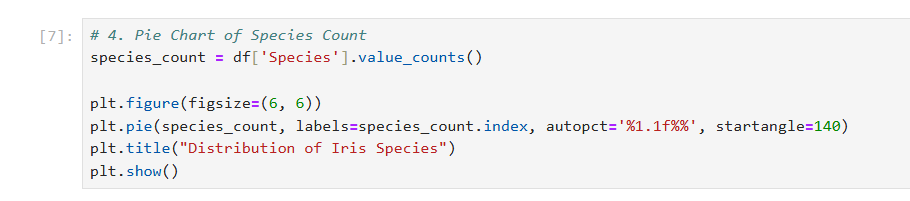 [7]: # 4. Pie Chart of Species Count
species_count = df['Species'].value_counts()
plt.figure(figsize=(6, 6))
plt.pie(species_count, labels=species_count.index, autopct='%1.1f%%', startangle=140)
plt.title("Distribution of Iris Species")
plt.show()